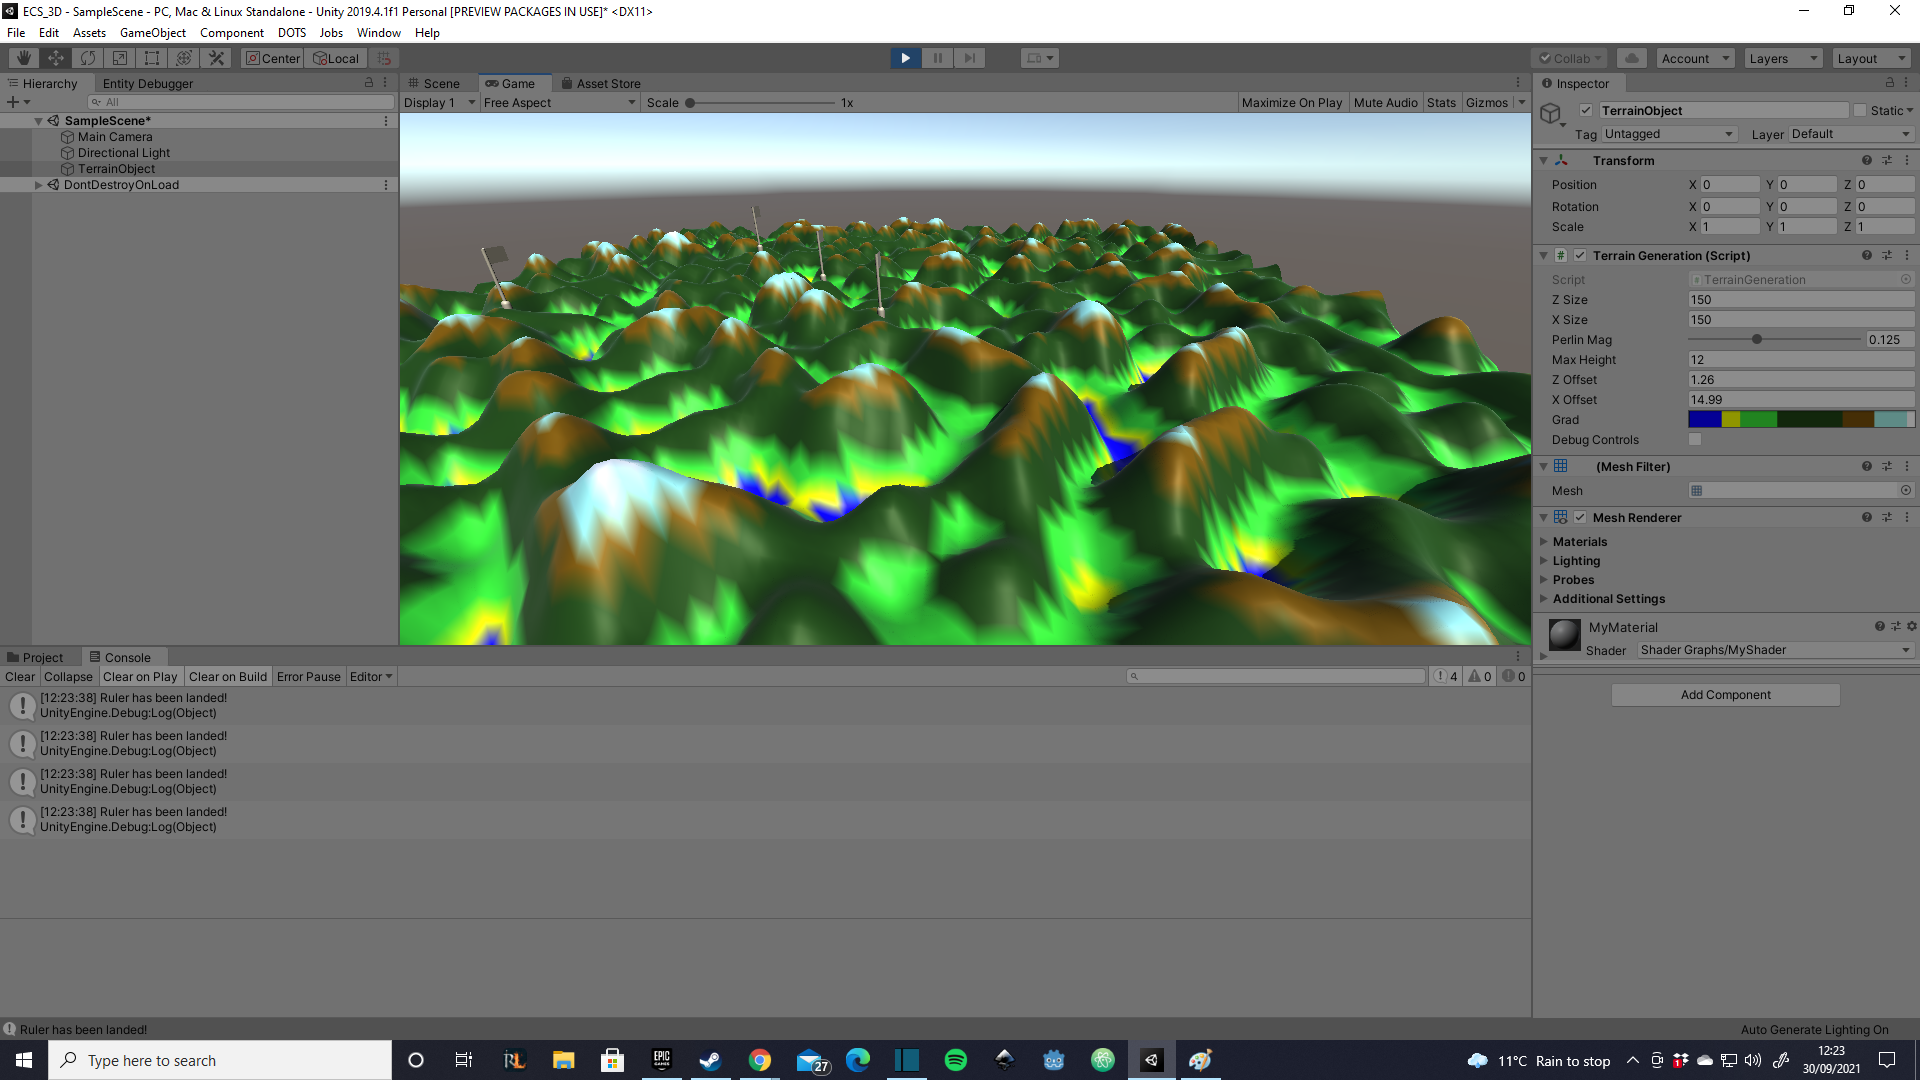 ECS_3D - SampleScene - PC, Mac & Linux Standalone - Unity 2019.4.1f1 Personal [PREVIEW PACKAGES IN USE]* <DX11>
File Edit Assets GameObject Component DOTS Jobs Window Help
Center Local Collab Account Layers Layout
Hierarchy Entity Debugger
All
SampleScene*
Main Camera
Directional Light
TerrainObject
DontDestroyOnLoad
Scene Game Asset Store
Display 1 Free Aspect Scale 1x Maximize On Play Mute Audio Stats Gizmos
Inspector
TerrainObject Static
Tag Untagged Layer Default
Transform
Position X 0 Y 0 Z 0
Rotation X 0 Y 0 Z 0
Scale X 1 Y 1 Z 1
Terrain Generation (Script)
Script TerrainGeneration
Z Size 150
X Size 150
Perlin Mag 0.125
Max Height 12
Z Offset 1.26
X Offset 14.99
Grad
Debug Controls
(Mesh Filter)
Mesh
Mesh Renderer
Materials
Lighting
Probes
Additional Settings
MyMaterial
Shader Shader Graphs/MyShader
Add Component
Project Console
Clear Collapse Clear on Play Clear on Build Error Pause Editor 4 0 0
[12:23:38] Ruler has been landed!
UnityEngine.Debug:Log(Object)
[12:23:38] Ruler has been landed!
UnityEngine.Debug:Log(Object)
[12:23:38] Ruler has been landed!
UnityEngine.Debug:Log(Object)
[12:23:38] Ruler has been landed!
UnityEngine.Debug:Log(Object)
Ruler has been landed!
Auto Generate Lighting On
Type here to search
RL
EPIC GAMES
27
11°C Rain to stop
1
12:23
30/09/2021